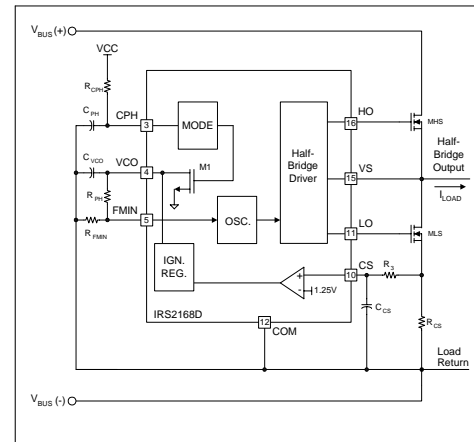 VBUS (+)
VCC
RCPH
CPH
CPH
3
MODE
16
HO
MHS
CVCO
VCO
4
M1
Half-
Bridge
Driver
15
VS
Half-
Bridge
Output
ILOAD
RPH
FMIN
5
OSC.
RFMIN
11
LO
MLS
IGN.
REG.
+
-
1.25V
10
CS
R3
CCS
RCS
IRS2168D
12
COM
Load
Return
VBUS (-)